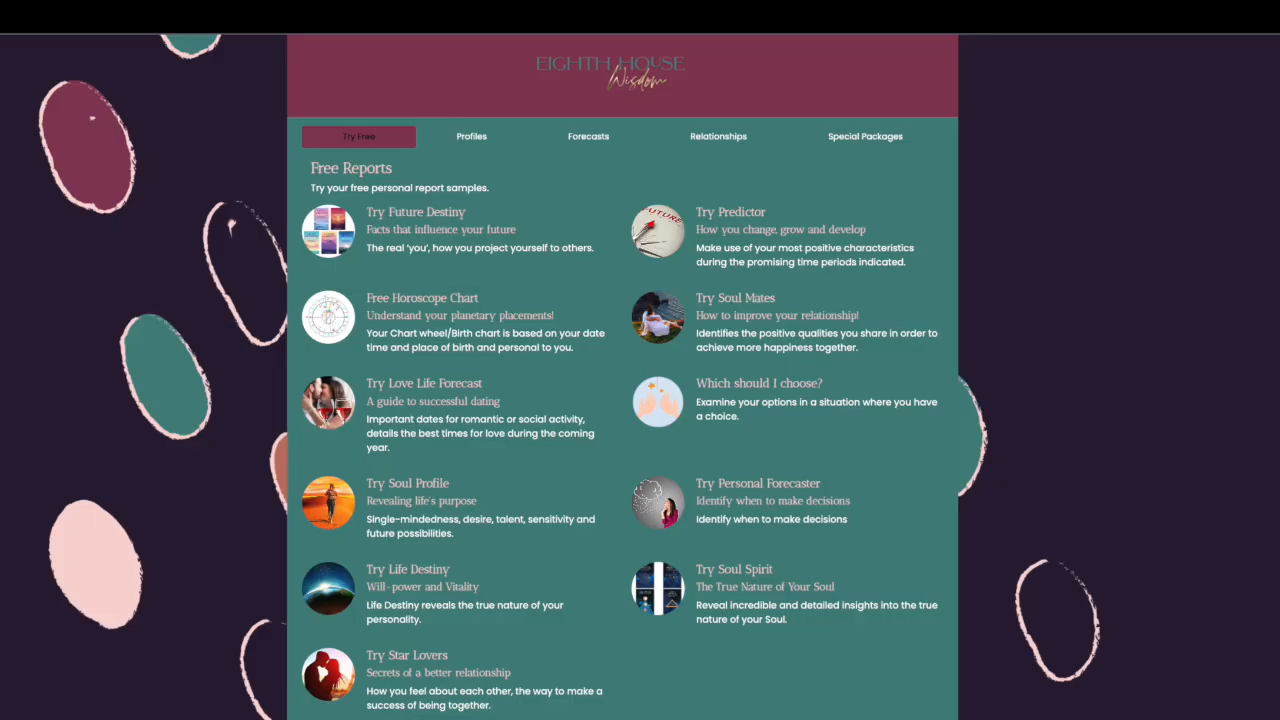 EIGHTH HOUSE
Wisdom
Try Free
Profiles
Forecasts
Relationships
Special Packages
Free Reports
Try your free personal report samples.
Try Future Destiny
Facts that influence your future
The real ‘you’, how you project yourself to others.
Try Predictor
How you change, grow and develop
Make use of your most positive characteristics
during the promising time periods indicated.
FUTURE
Free Horoscope Chart
Understand your planetary placements!
Your Chart wheel/Birth chart is based on your date
time and place of birth and personal to you.
Try Soul Mates
How to improve your relationship!
Identifies the positive qualities you share in order to
achieve more happiness together.
Try Love Life Forecast
A guide to successful dating
Important dates for romantic or social activity,
details the best times for love during the coming
year.
Which should I choose?
Examine your options in a situation where you have
a choice.
Try Soul Profile
Revealing life's purpose
Single-mindedness, desire, talent, sensitivity and
future possibilities.
Try Personal Forecaster
Identify when to make decisions
Identify when to make decisions
Try Life Destiny
Will-power and Vitality
Life Destiny reveals the true nature of your
personality.
Try Soul Spirit
The True Nature of Your Soul
Reveal incredible and detailed insights into the true
nature of your Soul.
Try Star Lovers
Secrets of a better relationship
How you feel about each other, the way to make a
success of being together.